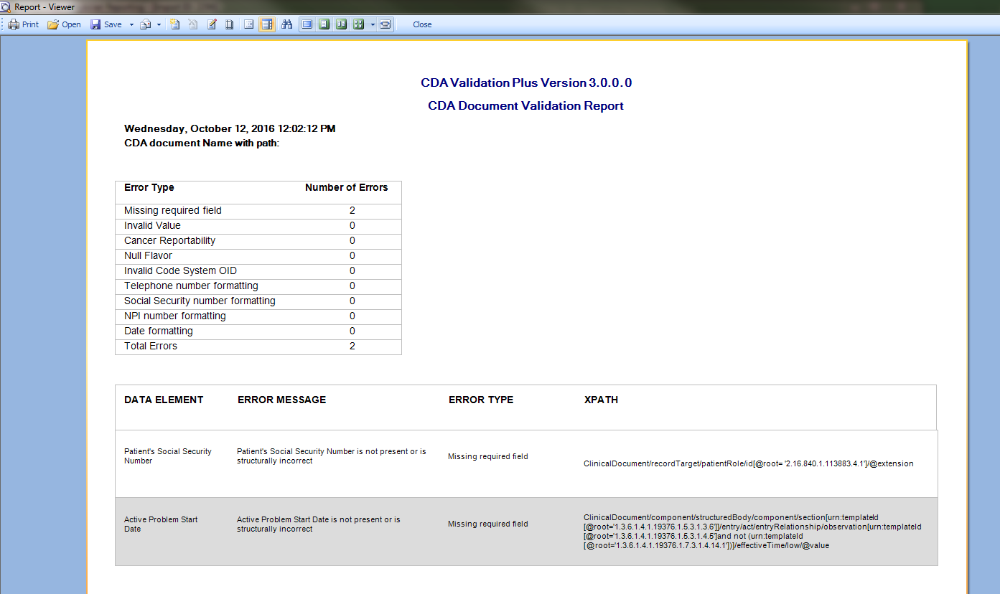 Report - Viewer
Print Open Save Close
CDA Validation Plus Version 3.0.0.0
CDA Document Validation Report
Wednesday, October 12, 2016 12:02:12 PM
CDA document Name with path:
Error Type Number of Errors
Missing required field 2
Invalid Value 0
Cancer Reportability 0
Null Flavor 0
Invalid Code System OID 0
Telephone number formatting 0
Social Security number formatting 0
NPI number formatting 0
Date formatting 0
Total Errors 2
DATA ELEMENT ERROR MESSAGE ERROR TYPE XPATH
Patient's Social Security
Number
Patient's Social Security Number is not present or is
structurally incorrect
Missing required field
ClinicalDocument/recordTarget/patientRole/id[@root= '2.16.840.1.113883.4.1']/@extension
Active Problem Start
Date
Active Problem Start Date is not present or is
structurally incorrect
Missing required field
ClinicalDocument/component/structuredBody/component/section[urn:templateId
[@root='1.3.6.1.4.1.19376.1.5.3.1.3.6']]/entry/act/entryRelationship/observation[urn:templateId
[@root='1.3.6.1.4.1.19376.1.5.3.1.4.5']and not (urn:templateId
[@root='1.3.6.1.4.1.19376.1.7.3.1.4.14.1'])]/effectiveTime/low/@value